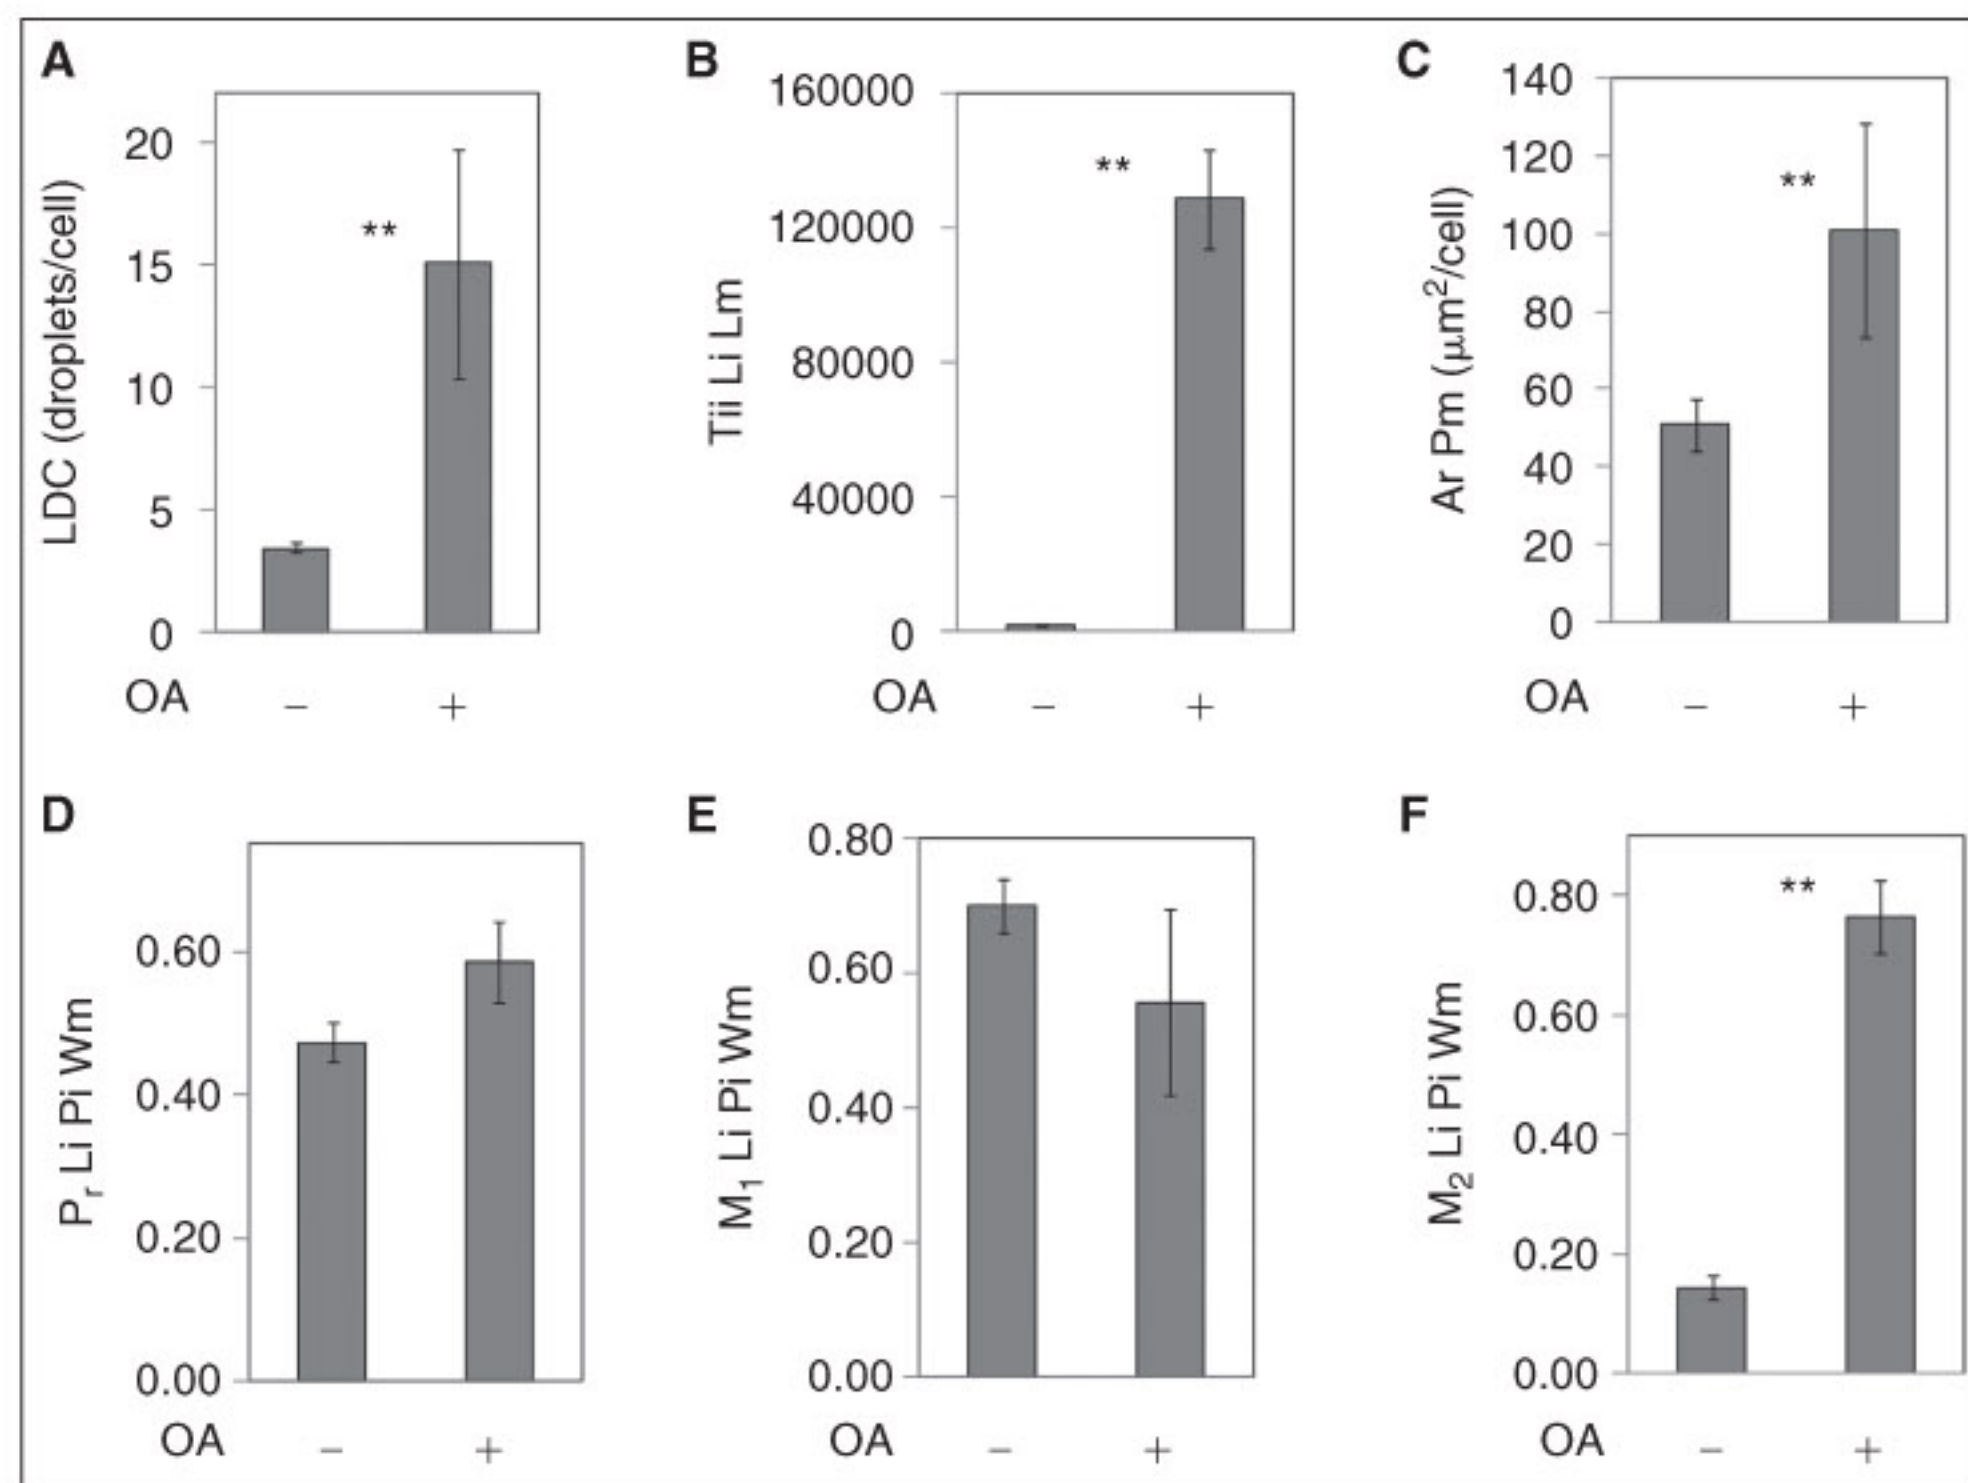 A
LDC (droplets/cell)
20
15
10
5
0
**
OA − +
B
Tii Li Lm
160000
120000
80000
40000
0
**
OA − +
C
Ar Pm (μm²/cell)
140
120
100
80
60
40
20
0
**
OA − +
D
Pr Li Pi Wm
0.60
0.40
0.20
0.00
OA − +
E
M₁ Li Pi Wm
0.80
0.60
0.40
0.20
0.00
OA − +
F
M₂ Li Pi Wm
0.80
0.60
0.40
0.20
0.00
**
OA − +